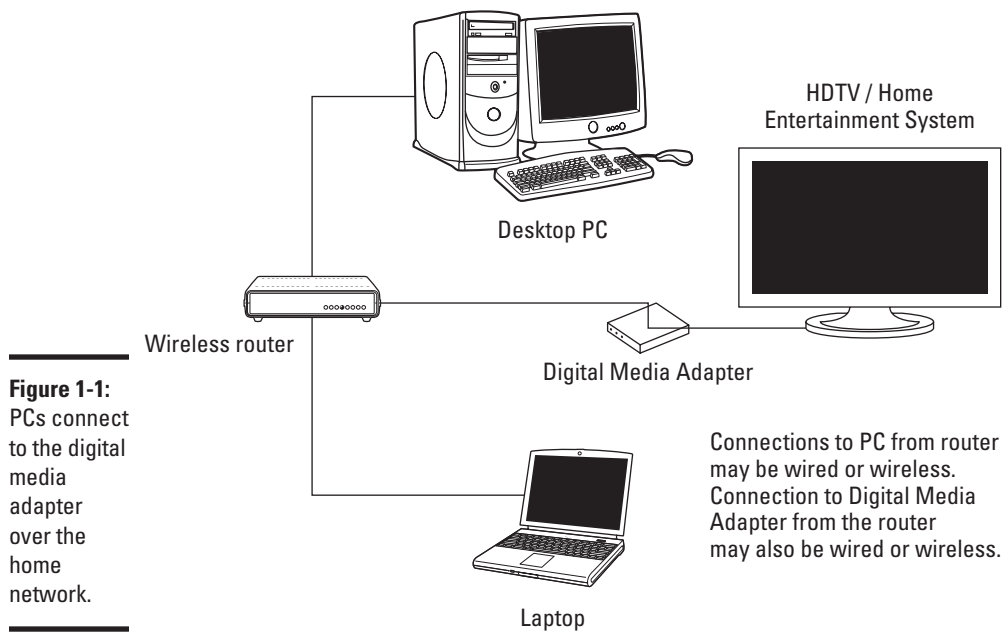 HDTV / Home
Entertainment System
Desktop PC
Wireless router
Digital Media Adapter
Figure 1-1:
PCs connect
to the digital
media
adapter
over the
home
network.
Connections to PC from router
may be wired or wireless.
Connection to Digital Media
Adapter from the router
may also be wired or wireless.
Laptop